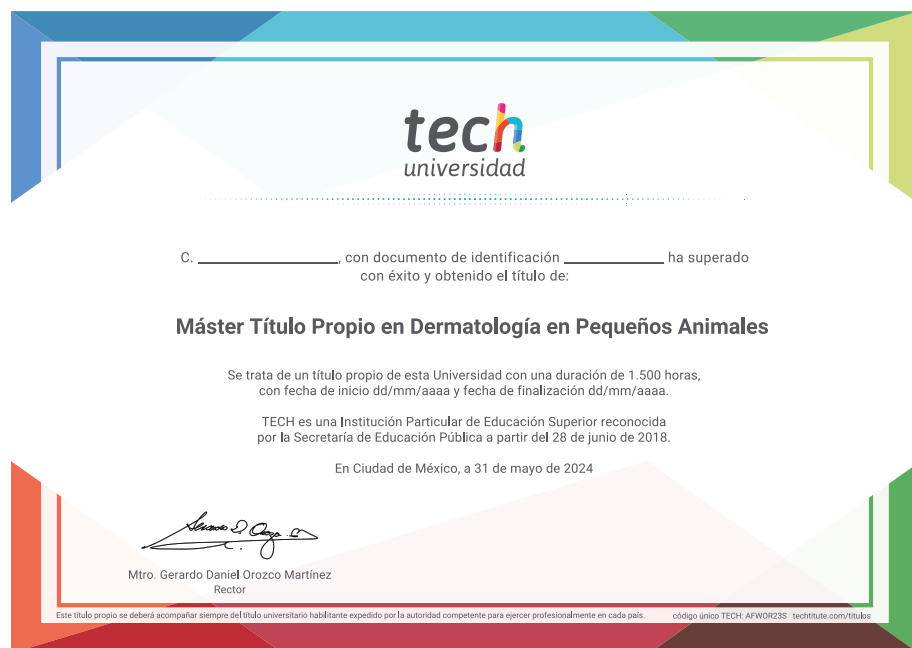 tech
universidad
C. ____________, con documento de identificación ____________ ha superado
con éxito y obtenido el título de:
Máster Título Propio en Dermatología en Pequeños Animales
Se trata de un título propio de esta Universidad con una duración de 1.500 horas,
con fecha de inicio dd/mm/aaaa y fecha de finalización dd/mm/aaaa.
TECH es una Institución Particular de Educación Superior reconocida
por la Secretaría de Educación Pública a partir del 28 de junio de 2018.
En Ciudad de México, a 31 de mayo de 2024
Mtro. Gerardo Daniel Orozco Martínez
Rector
Este título propio se deberá acompañar siempre del título universitario habilitante expedido por la autoridad competente para ejercer profesionalmente en cada país. código único TECH: AFWOR23S techtitute.com/titulos